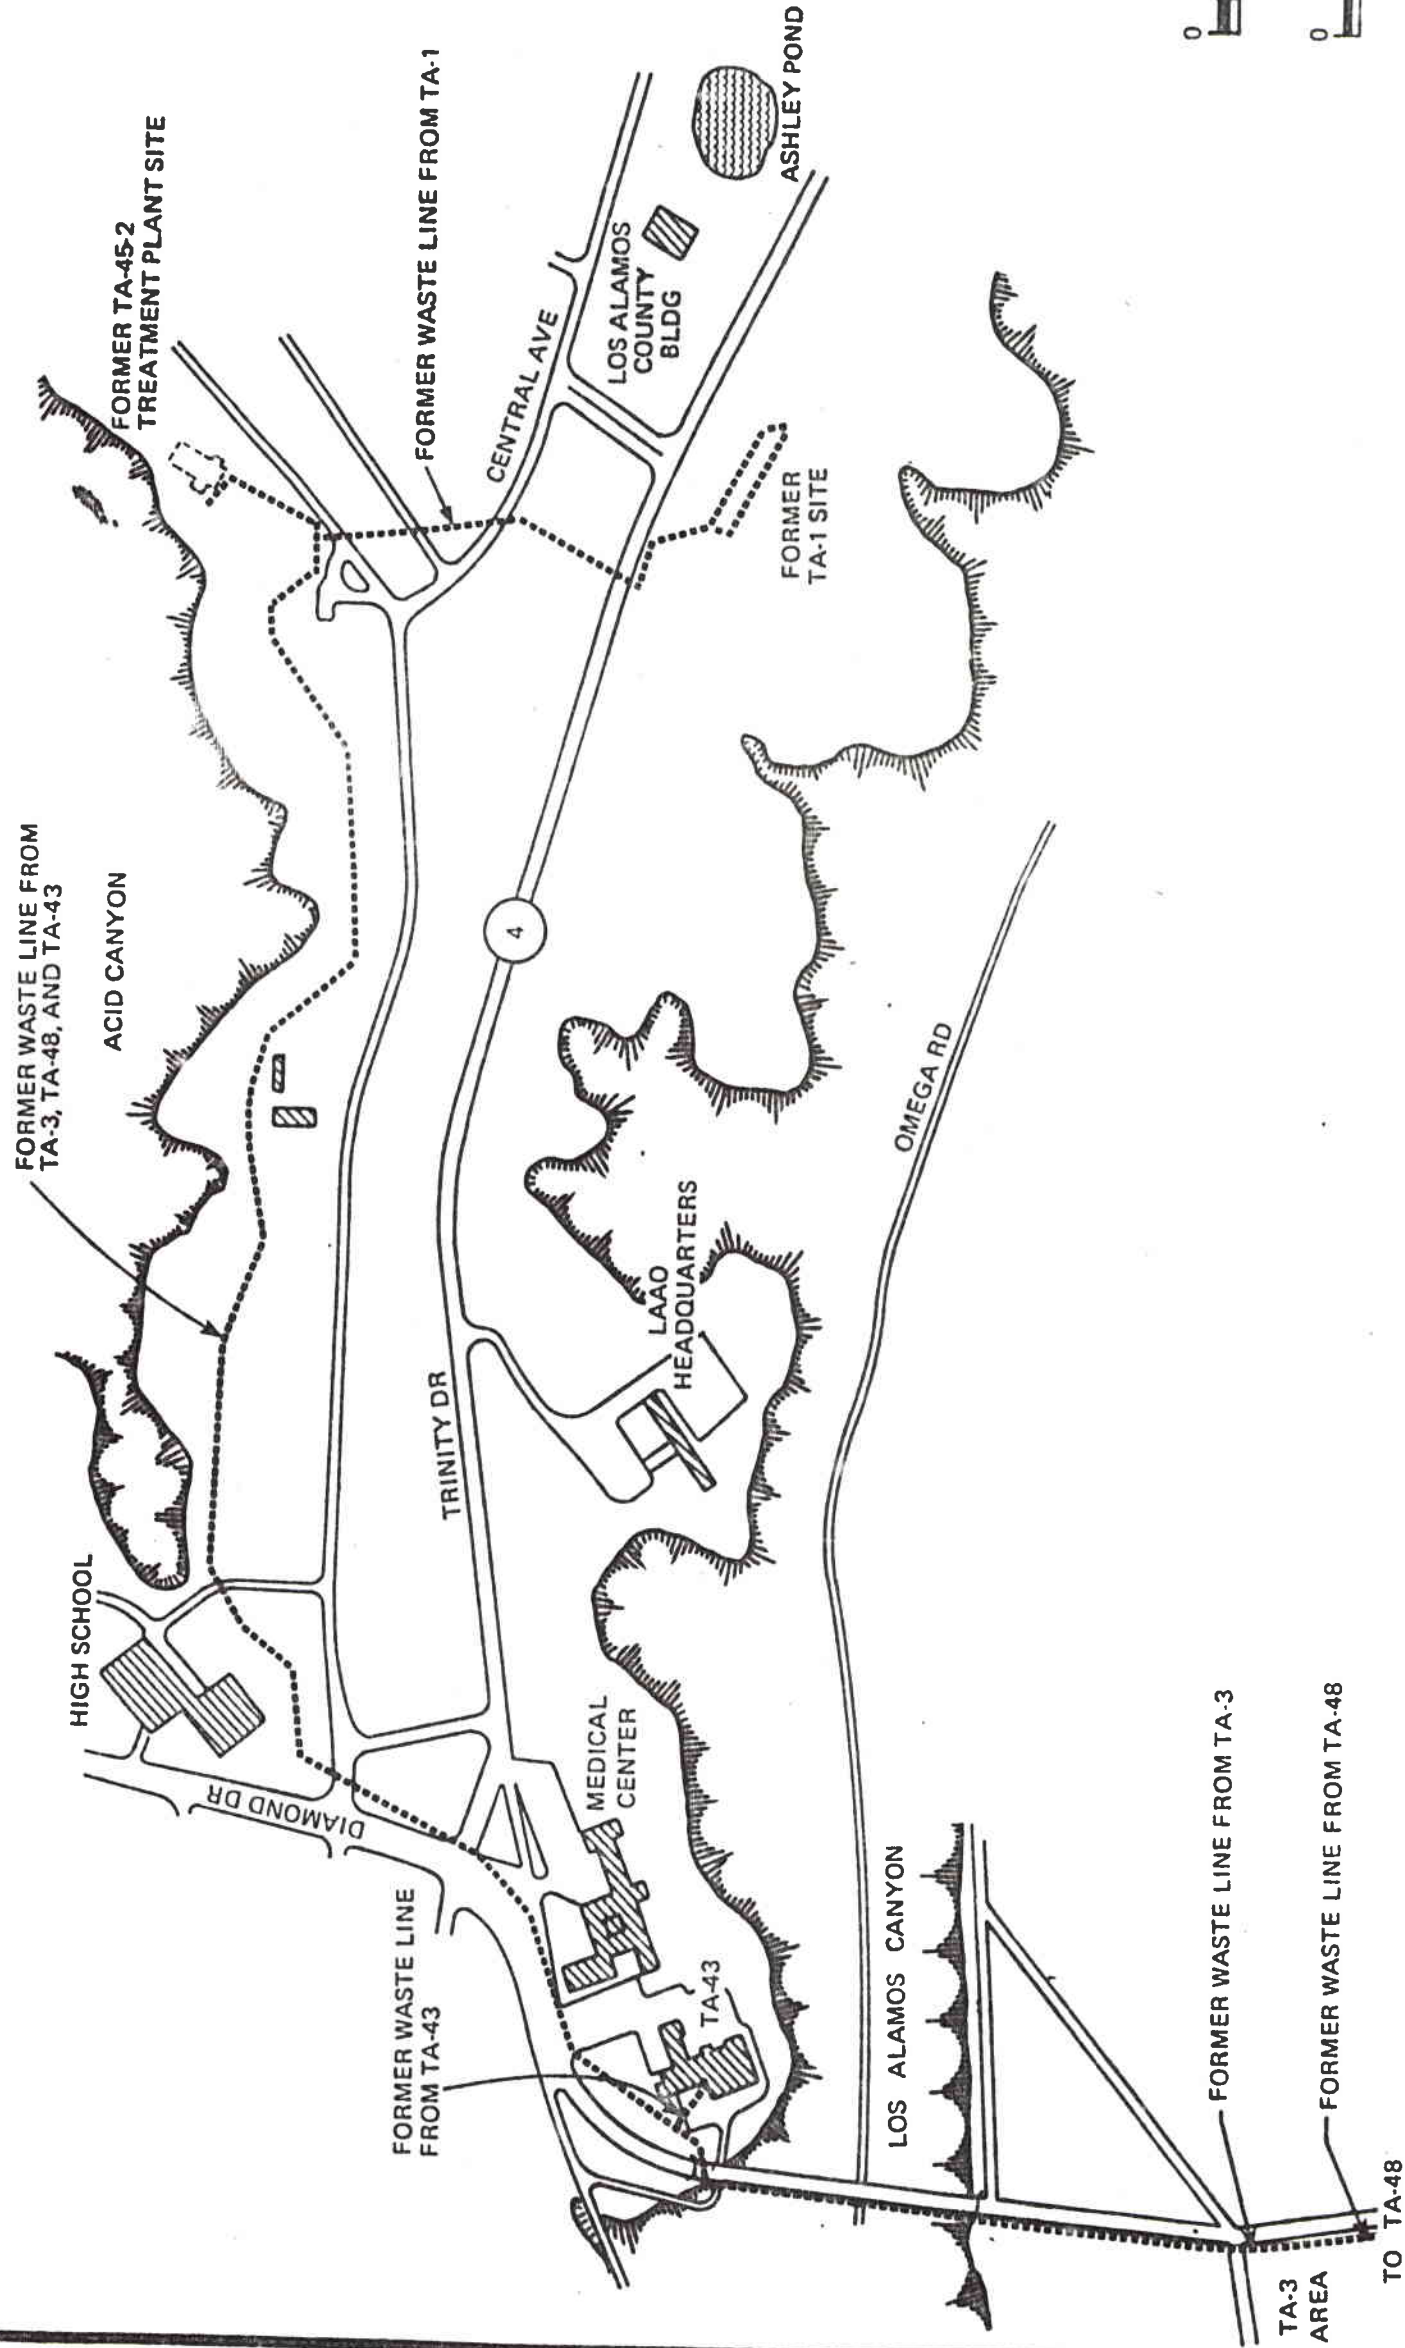 FORMER TA-45-2
TREATMENT PLANT SITE
FORMER WASTE LINE FROM TA-1
ASHLEY POND
LOS ALAMOS
COUNTY
BLDG
CENTRAL AVE
FORMER
TA-1 SITE
FORMER WASTE LINE FROM
TA-3, TA-48, AND TA-43
ACID CANYON
4
OMEGA RD
LAAO
HEADQUARTERS
TRINITY DR
HIGH SCHOOL
DIAMOND DR
MEDICAL
CENTER
FORMER WASTE LINE
FROM TA-43
TA-43
LOS ALAMOS CANYON
FORMER WASTE LINE FROM TA-3
FORMER WASTE LINE FROM TA-48
TA-3
AREA
TO TA-48
0
0